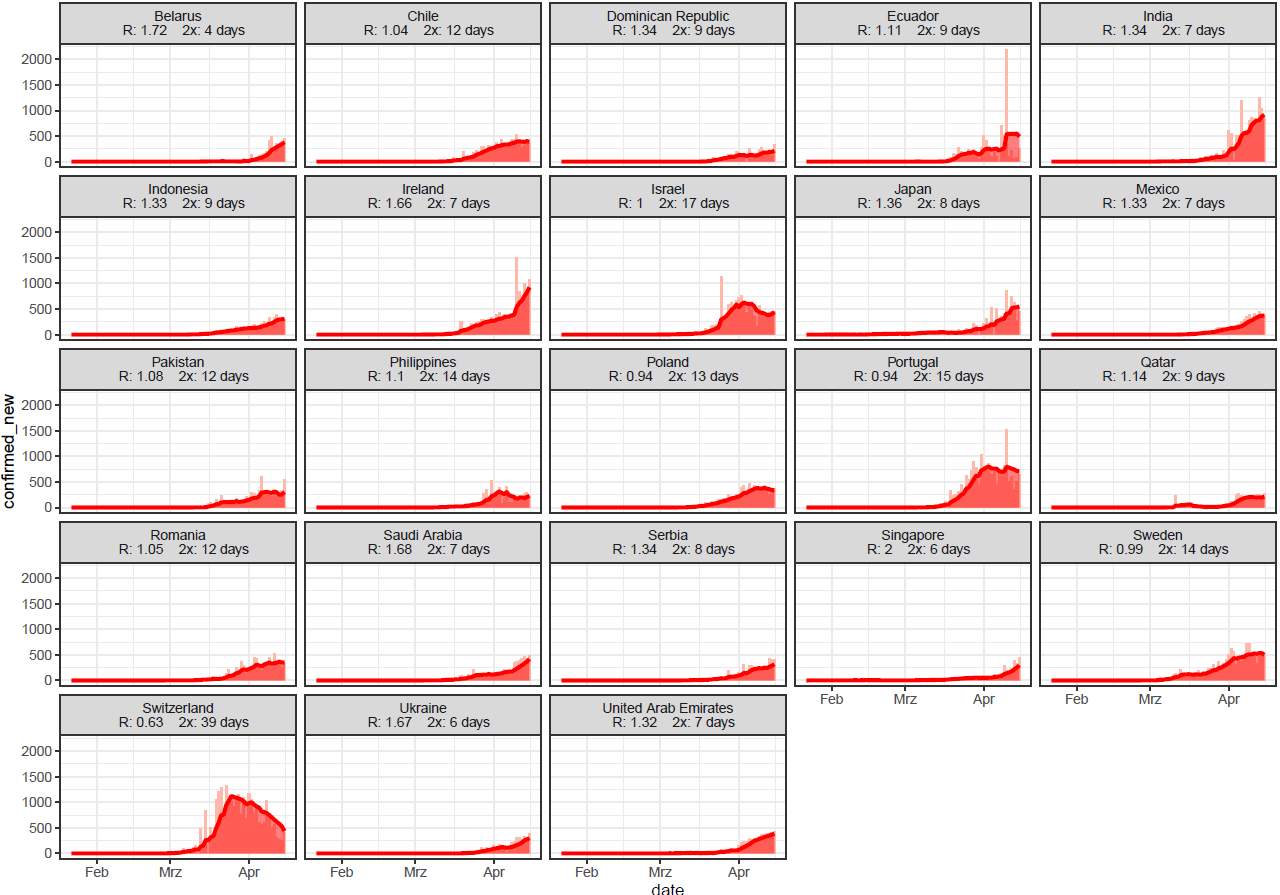 Belarus
R: 1.72 2x: 4 days
Chile
R: 1.04 2x: 12 days
Dominican Republic
R: 1.34 2x: 9 days
Ecuador
R: 1.11 2x: 9 days
India
R: 1.34 2x: 7 days
2000
1500
1000
500
0
Indonesia
R: 1.33 2x: 9 days
Ireland
R: 1.66 2x: 7 days
Israel
R: 1 2x: 17 days
Japan
R: 1.36 2x: 8 days
Mexico
R: 1.33 2x: 7 days
2000
1500
1000
500
0
Pakistan
R: 1.08 2x: 12 days
Philippines
R: 1.1 2x: 14 days
Poland
R: 0.94 2x: 13 days
Portugal
R: 0.94 2x: 15 days
Qatar
R: 1.14 2x: 9 days
confirmed_new
2000
1500
1000
500
0
Romania
R: 1.05 2x: 12 days
Saudi Arabia
R: 1.68 2x: 7 days
Serbia
R: 1.34 2x: 8 days
Singapore
R: 2 2x: 6 days
Sweden
R: 0.99 2x: 14 days
2000
1500
1000
500
0
Feb Mrz Apr
Feb Mrz Apr
Switzerland
R: 0.63 2x: 39 days
Ukraine
R: 1.67 2x: 6 days
United Arab Emirates
R: 1.32 2x: 7 days
2000
1500
1000
500
0
Feb Mrz Apr
Feb Mrz Apr
Feb Mrz Apr
date